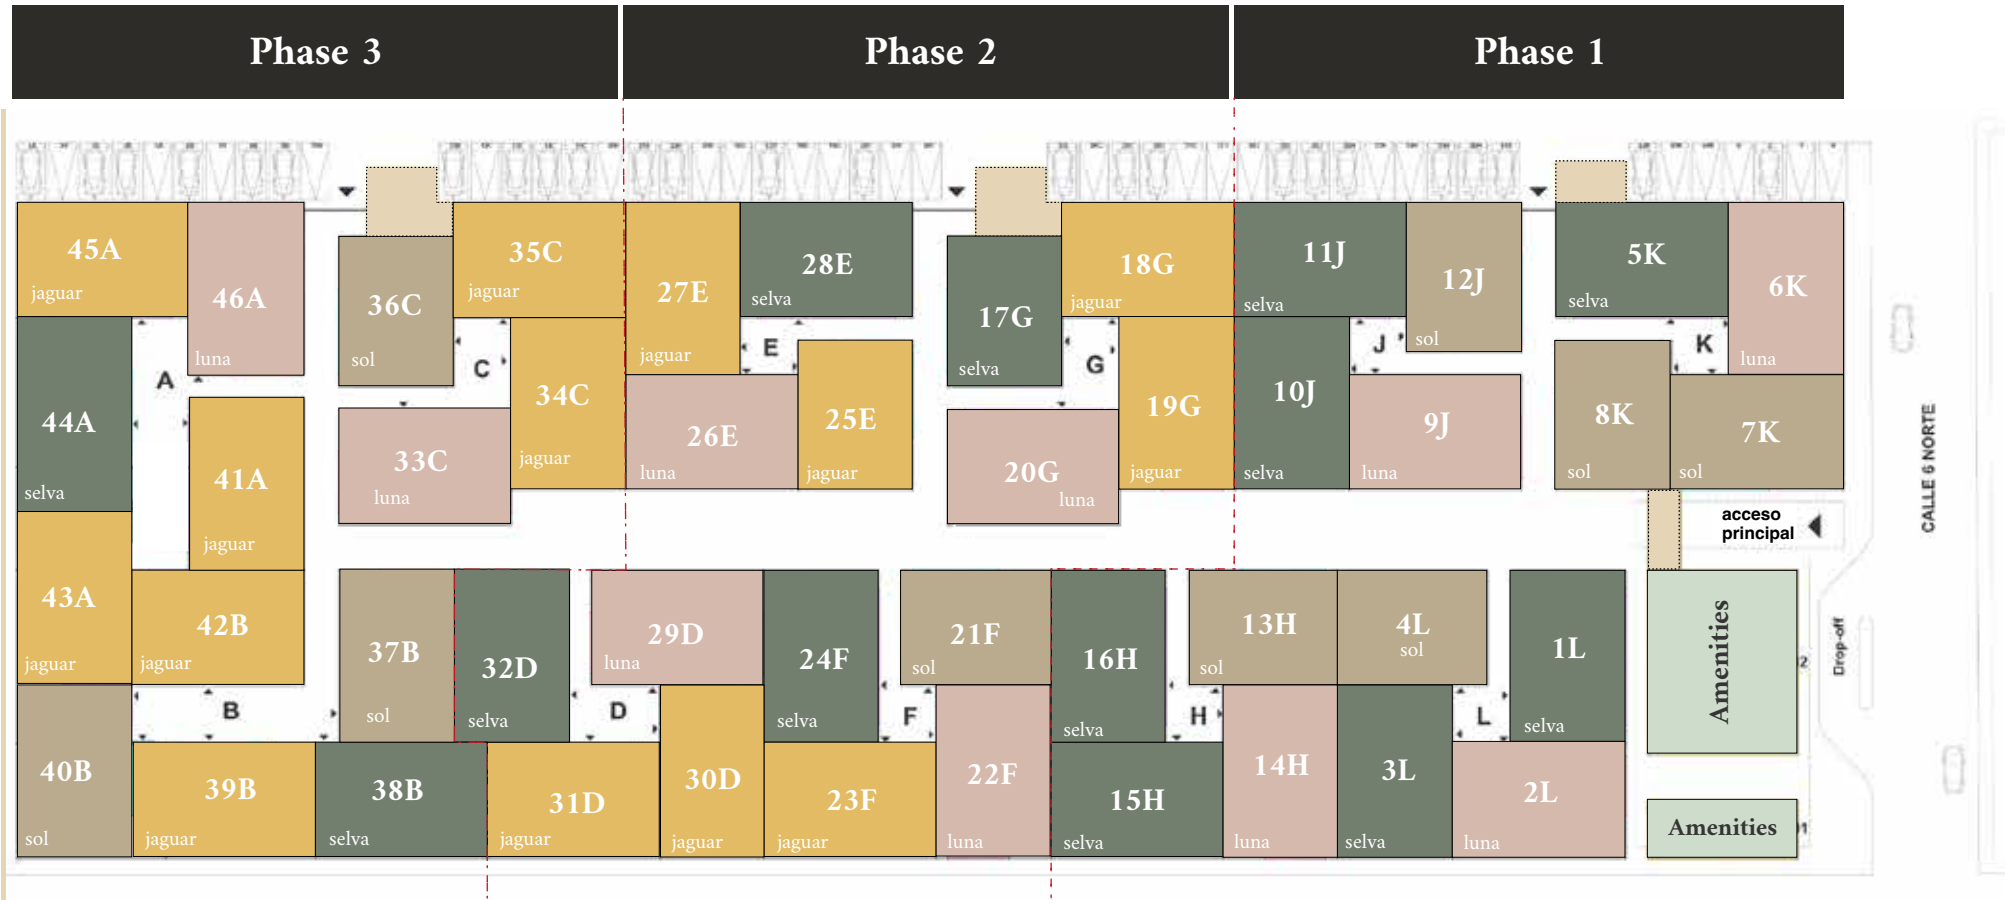 Phase 3
Phase 2
Phase 1
45A
jaguar
46A
luna
36C
sol
35C
jaguar
27E
jaguar
28E
selva
17G
selva
18G
jaguar
11J
selva
12J
sol
5K
selva
6K
luna
44A
selva
A
41A
jaguar
C
34C
jaguar
33C
luna
E
26E
luna
25E
jaguar
G
19G
jaguar
20G
luna
10J
selva
J
9J
luna
K
8K
sol
7K
sol
CALLE 6 NORTE
acceso
principal
43A
jaguar
42B
jaguar
37B
sol
32D
selva
29D
luna
24F
selva
21F
sol
16H
selva
13H
sol
4L
sol
1L
selva
Amenities
Drop-off
B
D
F
H
L
40B
sol
39B
jaguar
38B
selva
31D
jaguar
30D
jaguar
23F
jaguar
22F
luna
15H
selva
14H
luna
3L
selva
2L
luna
Amenities